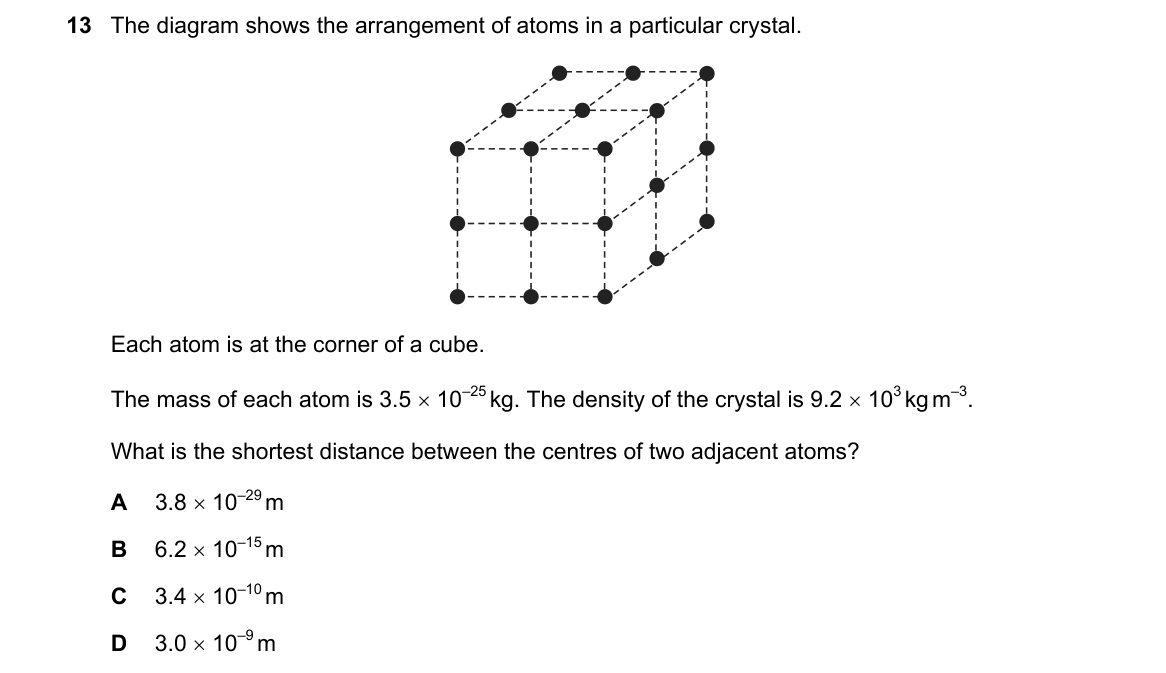 13 The diagram shows the arrangement of atoms in a particular crystal.
Each atom is at the corner of a cube.
The mass of each atom is 3.5 × 10⁻²⁵ kg. The density of the crystal is 9.2 × 10³ kg m⁻³.
What is the shortest distance between the centres of two adjacent atoms?
A 3.8 × 10⁻²⁹ m
B 6.2 × 10⁻¹⁵ m
C 3.4 × 10⁻¹⁰ m
D 3.0 × 10⁻⁹ m